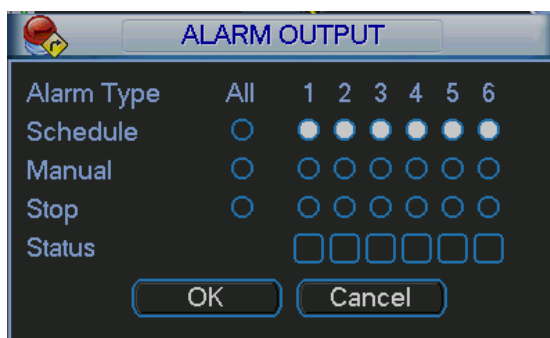 ALARM OUTPUT
Alarm Type All 1 2 3 4 5 6
Schedule
Manual
Stop
Status
OK Cancel